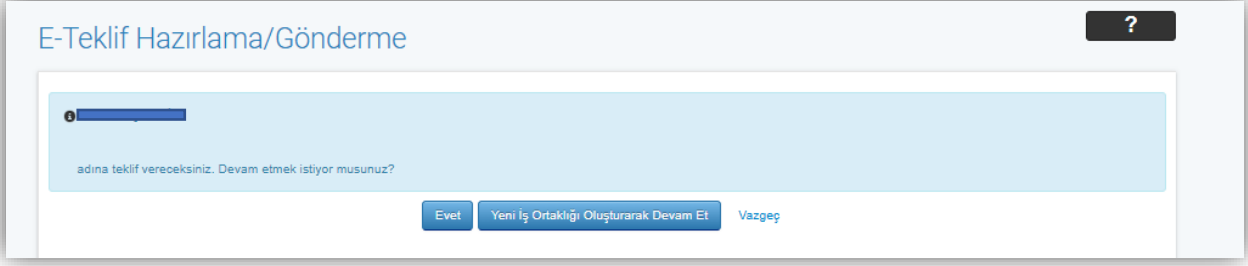 ?
E-Teklif Hazırlama/Gönderme
adına teklif vereceksiniz. Devam etmek istiyor musunuz?
Evet Yeni İş Ortaklığı Oluşturarak Devam Et Vazgeç